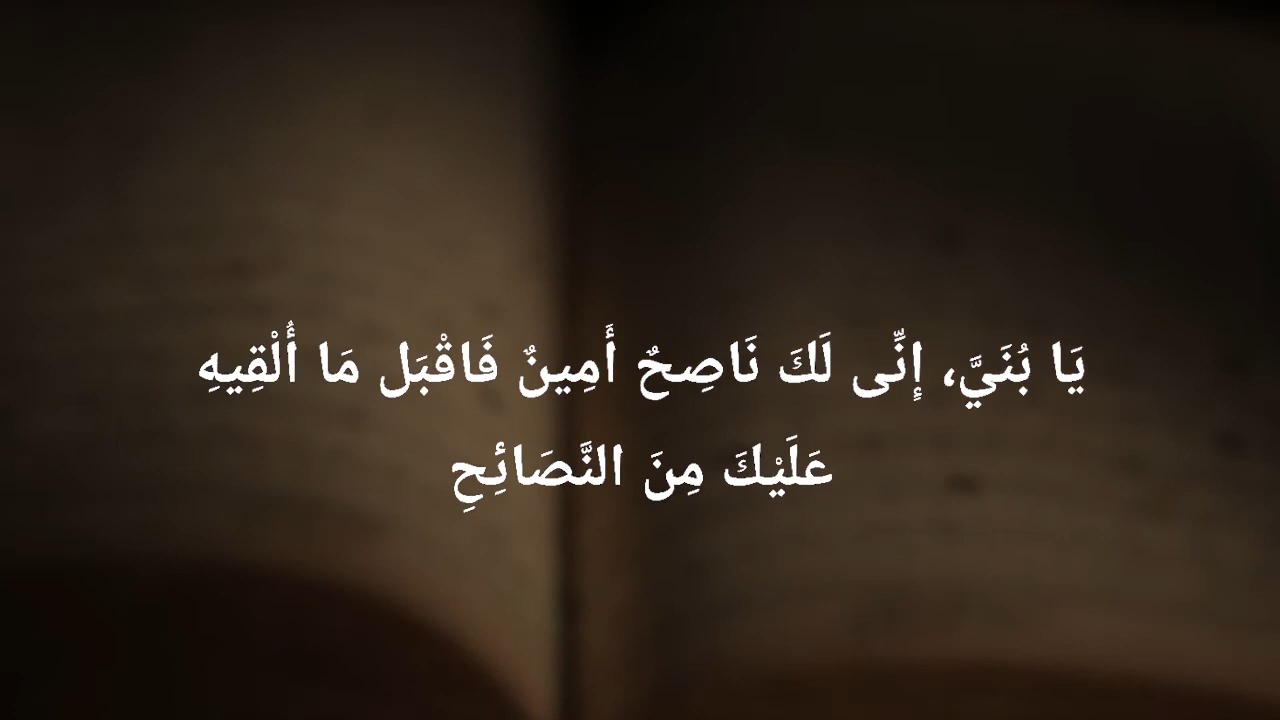 يَا بُنَيَّ، إِنِّى لَكَ نَاصِحٌ أَمِينٌ فَاقْبَل مَا أُلْقِيهِ
عَلَيْكَ مِنَ النَّصَائِحِ